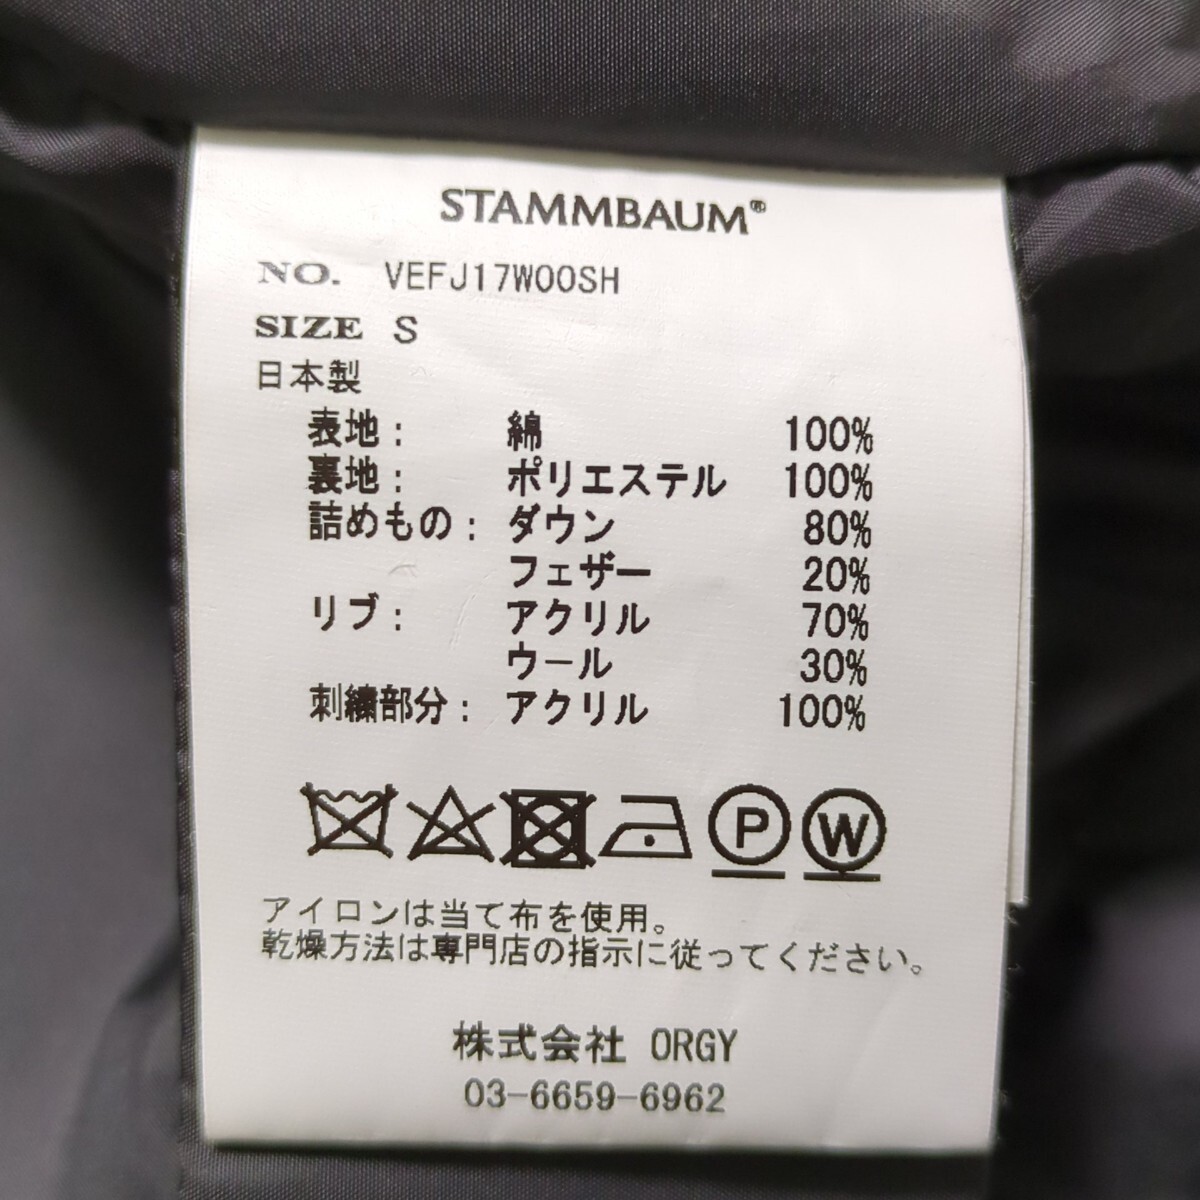 STAMMBAUM®
NO. VEFJ17WOOSH
SIZE S
日本製
表地： 綿 100%
裏地： ポリエステル 100%
詰めもの： ダウン 80%
フェザー 20%
リブ： アクリル 70%
ウール 30%
刺繍部分： アクリル 100%
P W
アイロンは当て布を使用。
乾燥方法は専門店の指示に従ってください。
株式会社 ORGY
03-6659-6962